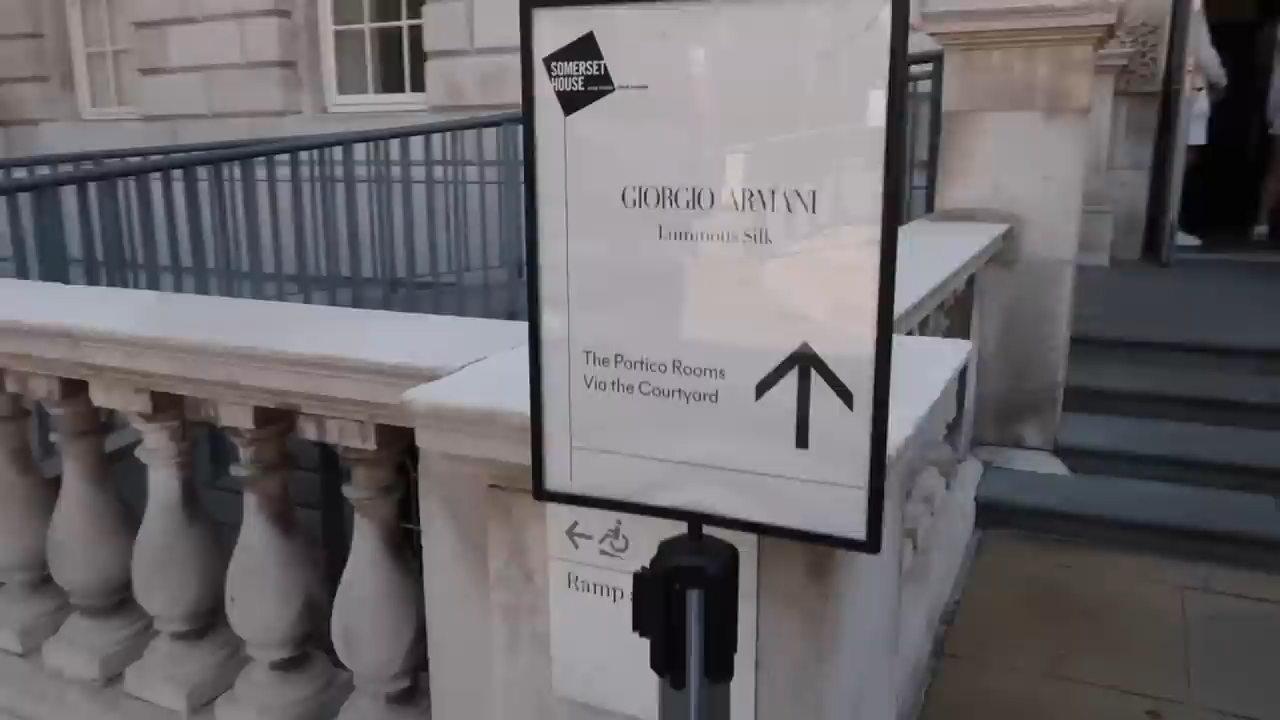 SOMERSET
HOUSE
GIORGIO ARMANI
Luminous Silk
The Portico Rooms
Via the Courtyard
Ramp